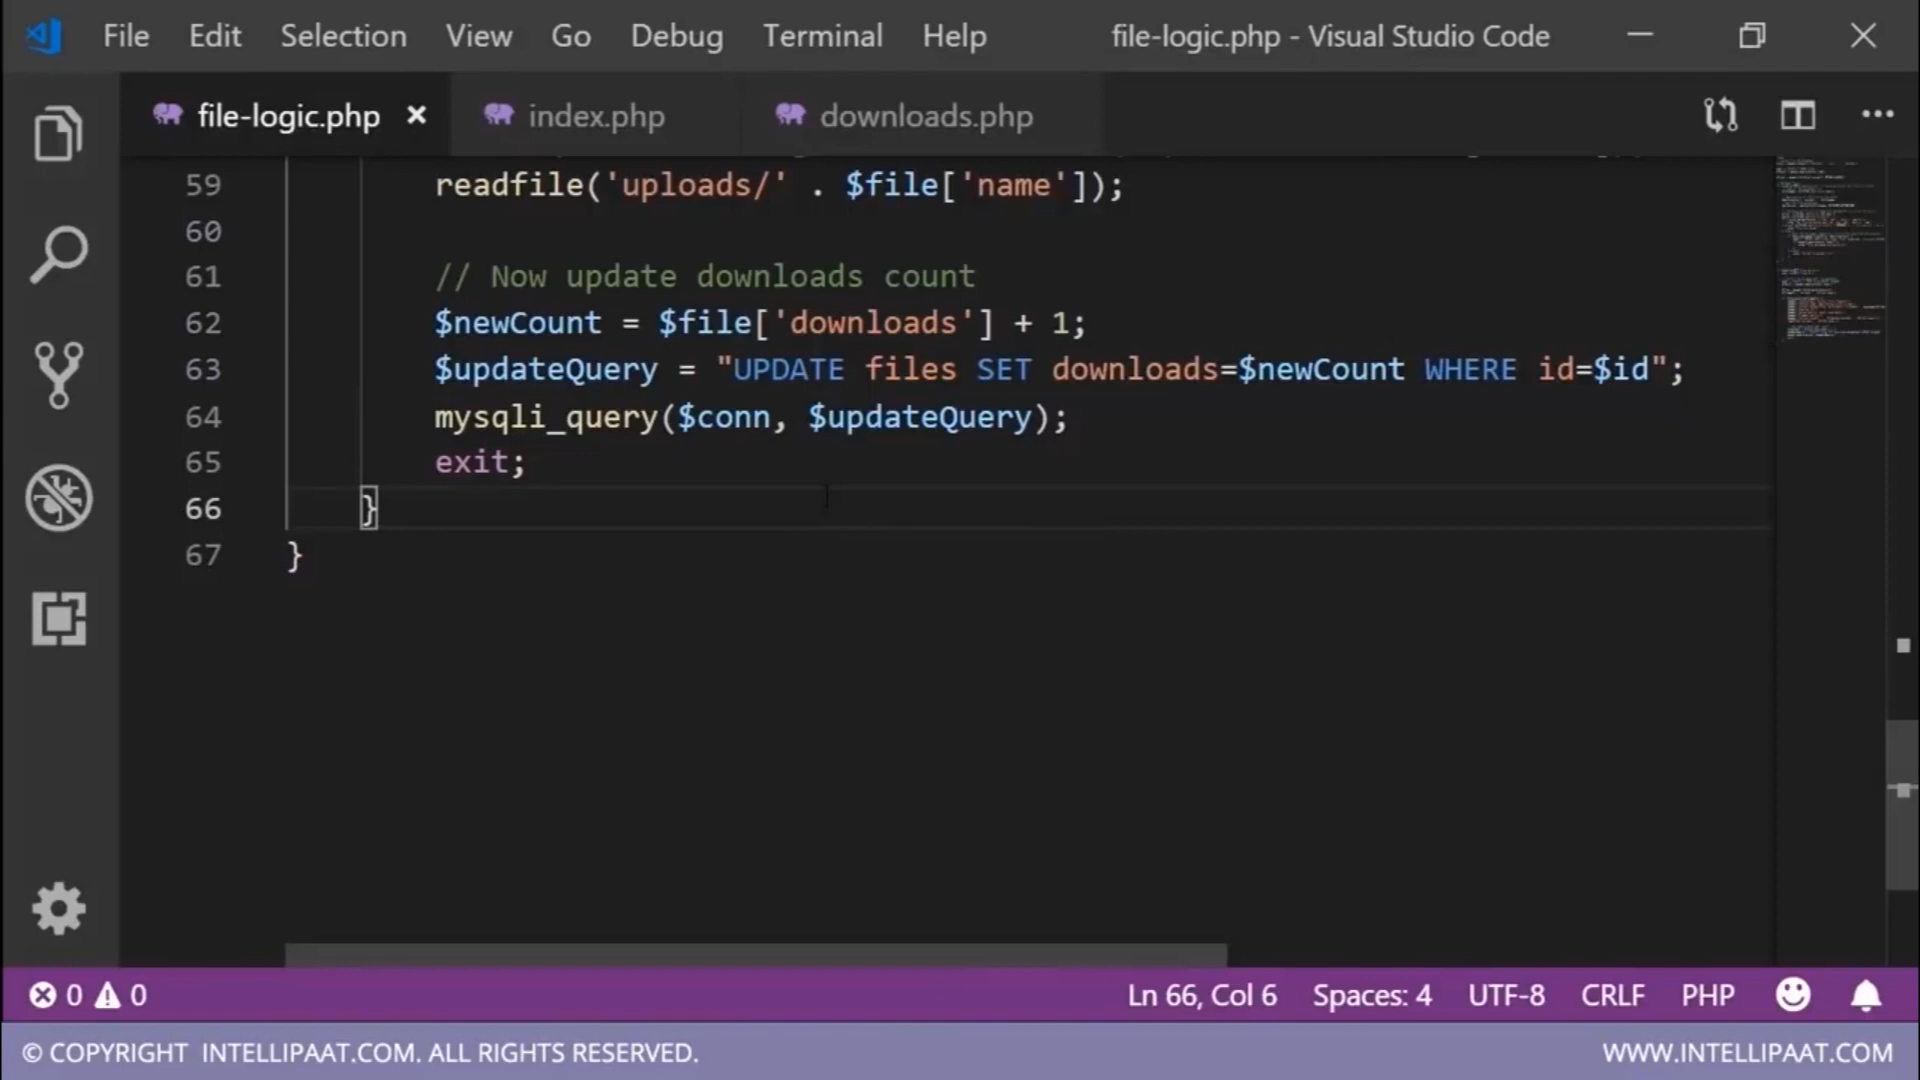 File Edit Selection View Go Debug Terminal Help file-logic.php - Visual Studio Code
file-logic.php index.php downloads.php
59 readfile('uploads/' . $file['name']);
60
61 // Now update downloads count
62 $newCount = $file['downloads'] + 1;
63 $updateQuery = "UPDATE files SET downloads=$newCount WHERE id=$id";
64 mysqli_query($conn, $updateQuery);
65 exit;
66 }
67 }
0 0 Ln 66, Col 6 Spaces: 4 UTF-8 CRLF PHP
© COPYRIGHT INTELLIPAAT.COM. ALL RIGHTS RESERVED. WWW.INTELLIPAAT.COM